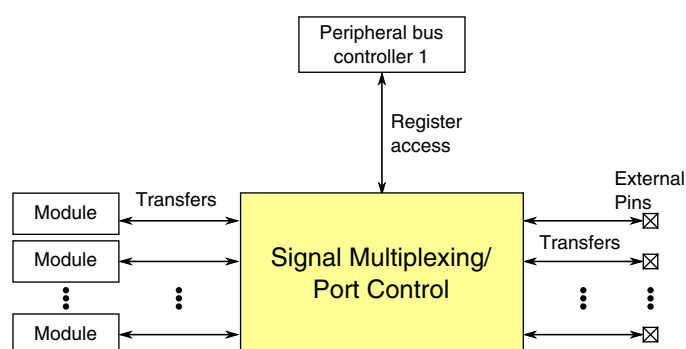 Peripheral bus
controller 1
Register
access
External
Pins
Module
Transfers
Module
Transfers
Signal Multiplexing/
Port Control
Module